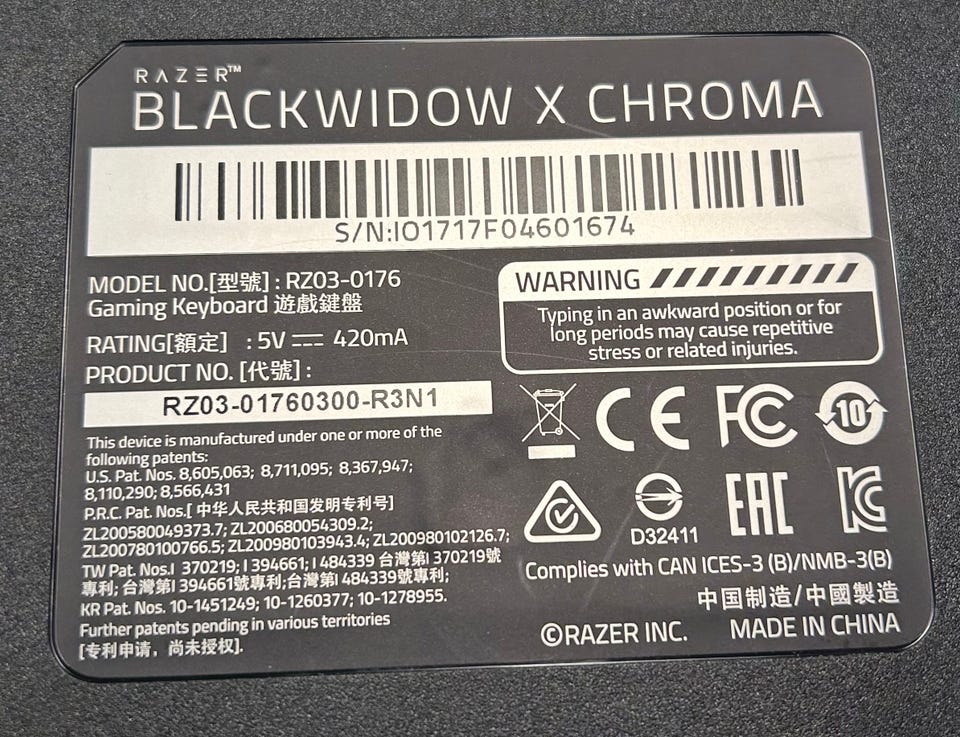 RAZER™
BLACKWIDOW X CHROMA
S/N:IO1717F04601674
MODEL NO.[型號] : RZ03-0176
Gaming Keyboard 遊戲鍵盤
RATING[額定] : 5V ⎓ 420mA
PRODUCT NO. [代號] :
RZ03-01760300-R3N1
This device is manufactured under one or more of the
following patents:
U.S. Pat. Nos. 8,605,063; 8,711,095; 8,367,947;
8,110,290; 8,566,431
P.R.C. Pat Nos.[ 中华人民共和国发明专利号]
ZL200580049373.7; ZL200680054309.2;
ZL200780100766.5; ZL200980103943.4; ZL200980102126.7;
TW Pat. Nos.I 370219; I 394661; I 484339 台灣第I 370219號
專利; 台灣第I 394661號專利; 台灣第I 484339號專利;
KR Pat. Nos. 10-1451249; 10-1260377; 10-1278955.
Further patents pending in various territories
[专利申请，尚未授权].
WARNING
Typing in an awkward position or for
long periods may cause repetitive
stress or related injuries.
CE FC 10
D32411 EAC KC
Complies with CAN ICES-3 (B)/NMB-3(B)
中国制造/中國製造
©RAZER INC. MADE IN CHINA